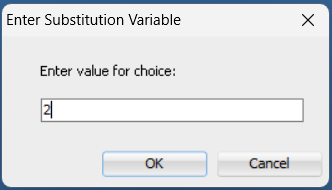 Enter Substitution Variable
Enter value for choice:
2
OK Cancel